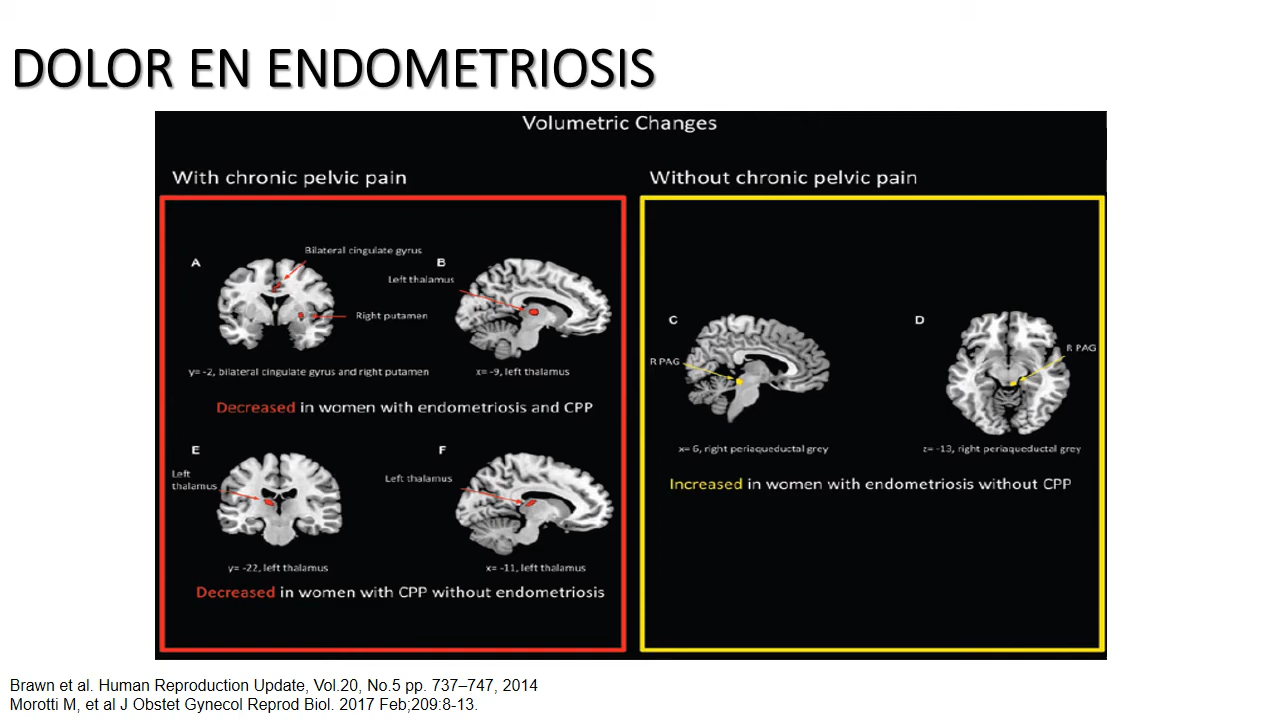 DOLOR EN ENDOMETRIOSIS
Volumetric Changes
With chronic pelvic pain
A
Bilateral cingulate gyrus
Right putamen
y= -2, bilateral cingulate gyrus and right putamen
B
Left thalamus
x= -9, left thalamus
Decreased in women with endometriosis and CPP
E
Left
thalamus
y= -22, left thalamus
F
Left thalamus
x= -11, left thalamus
Decreased in women with CPP without endometriosis
Without chronic pelvic pain
C
R PAG
x= 6, right periaqueductal grey
D
R PAG
z= -13, right periaqueductal grey
Increased in women with endometriosis without CPP
Brawn et al. Human Reproduction Update, Vol.20, No.5 pp. 737–747, 2014
Morotti M, et al J Obstet Gynecol Reprod Biol. 2017 Feb;209:8-13.